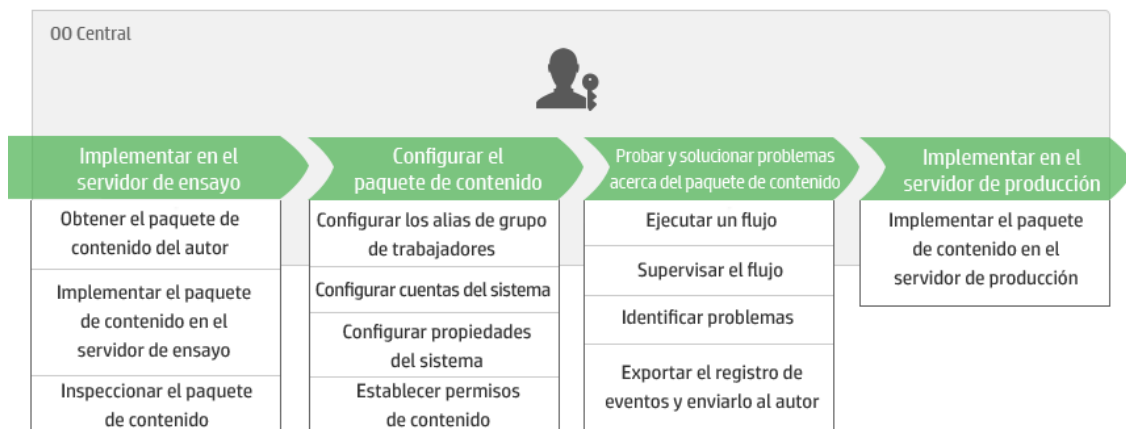 OO Central
Implementar en el
servidor de ensayo
Obtener el paquete de
contenido del autor
Implementar el paquete
de contenido en el
servidor de ensayo
Inspeccionar el paquete
de contenido
Configurar el
paquete de contenido
Configurar los alias de grupo
de trabajadores
Configurar cuentas del sistema
Configurar propiedades
del sistema
Establecer permisos
de contenido
Probar y solucionar problemas
acerca del paquete de contenido
Ejecutar un flujo
Supervisar el flujo
Identificar problemas
Exportar el registro de
eventos y enviarlo al autor
Implementar en el
servidor de producción
Implementar el paquete
de contenido en el
servidor de producción